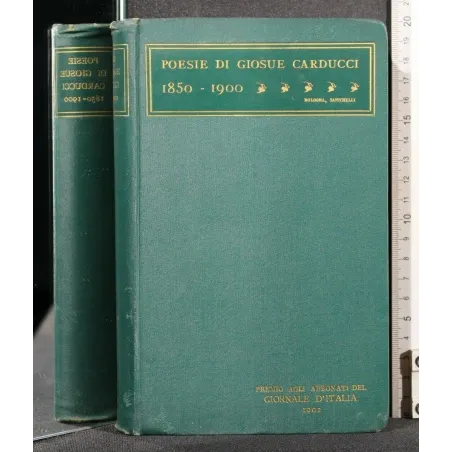 POESIE DI GIOSUE CARDUCCI
1850 - 1900
BOLOGNA, ZANICHELLI
PREMIO AGLI ABBONATI DEL
GIORNALE D'ITALIA
1902
POESIE
DI GIOSUE
CARDUCCI
1850-1900